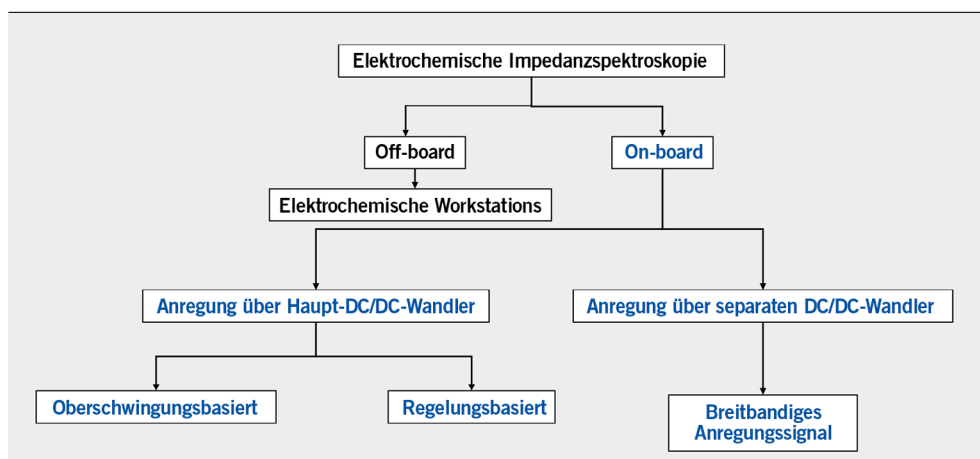 Elektrochemische Impedanzspektroskopie
Off-board
On-board
Elektrochemische Workstations
Anregung über Haupt-DC/DC-Wandler
Anregung über separaten DC/DC-Wandler
Oberschwingungsbasiert
Regelungsbasiert
Breitbandiges
Anregungssignal